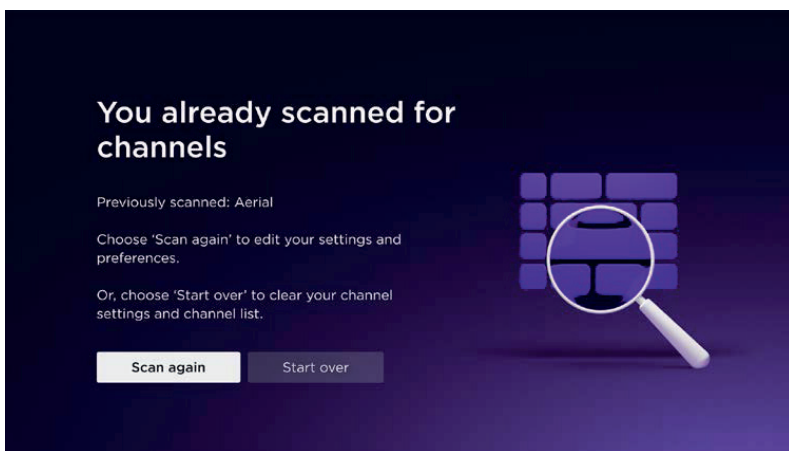 You already scanned for
channels
Previously scanned: Aerial
Choose ‘Scan again’ to edit your settings and
preferences.
Or, choose ‘Start over’ to clear your channel
settings and channel list.
Scan again
Start over